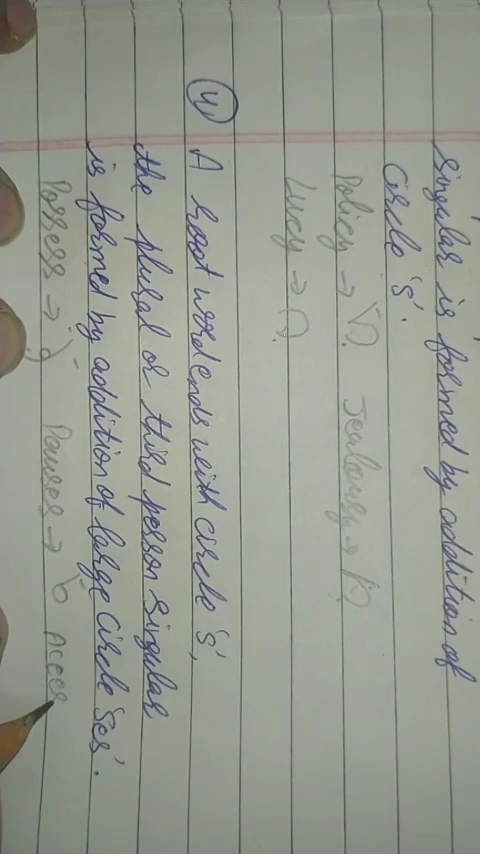 singular is formed by addition of
circle 's'.
Policy → Jealousy →
Lucy →
(4) A root word ends with circle 's',
the plural or third person singular
is formed by addition of large circle 'ses'.
Possess → Pauses → Acces